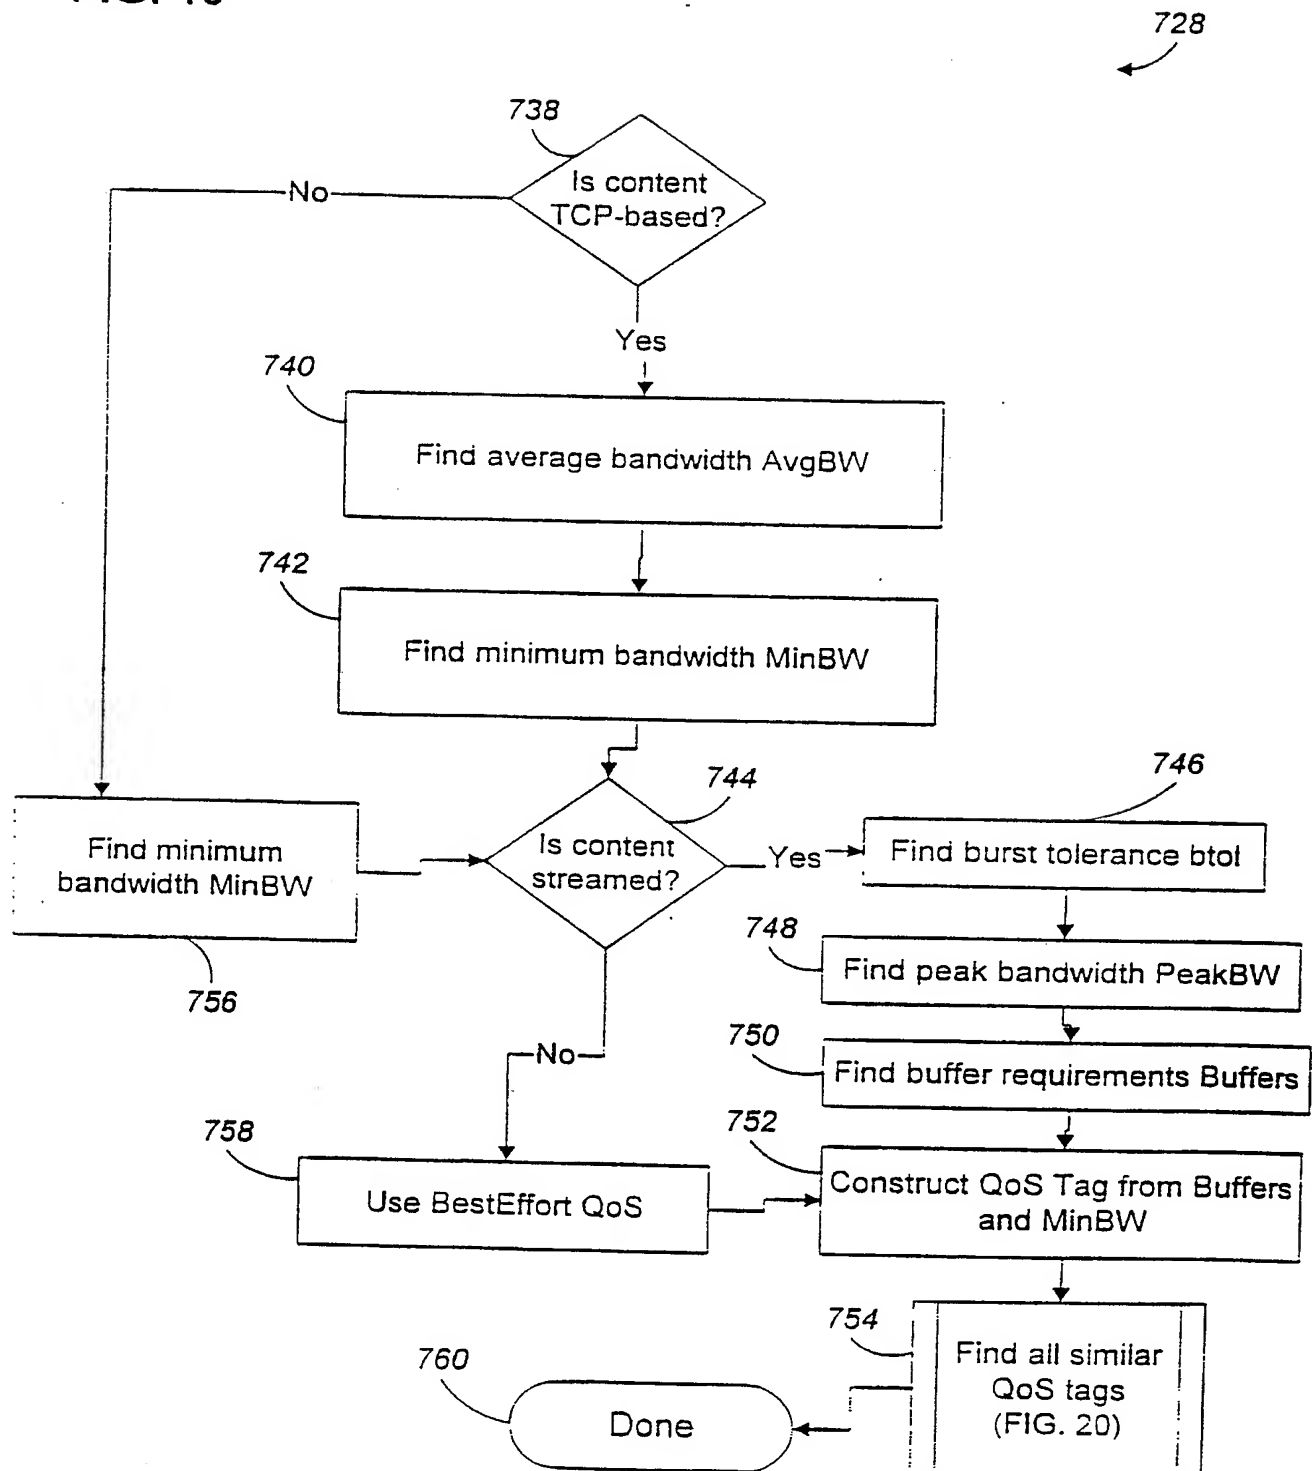 728
738
Is content
TCP-based?
No
Yes
740
Find average bandwidth AvgBW
742
Find minimum bandwidth MinBW
744
Is content
streamed?
Yes
746
Find burst tolerance btol
Find minimum
bandwidth MinBW
756
748
Find peak bandwidth PeakBW
No
750
Find buffer requirements Buffers
758
Use BestEffort QoS
752
Construct QoS Tag from Buffers
and MinBW
754
Find all similar
QoS tags
(FIG. 20)
760
Done